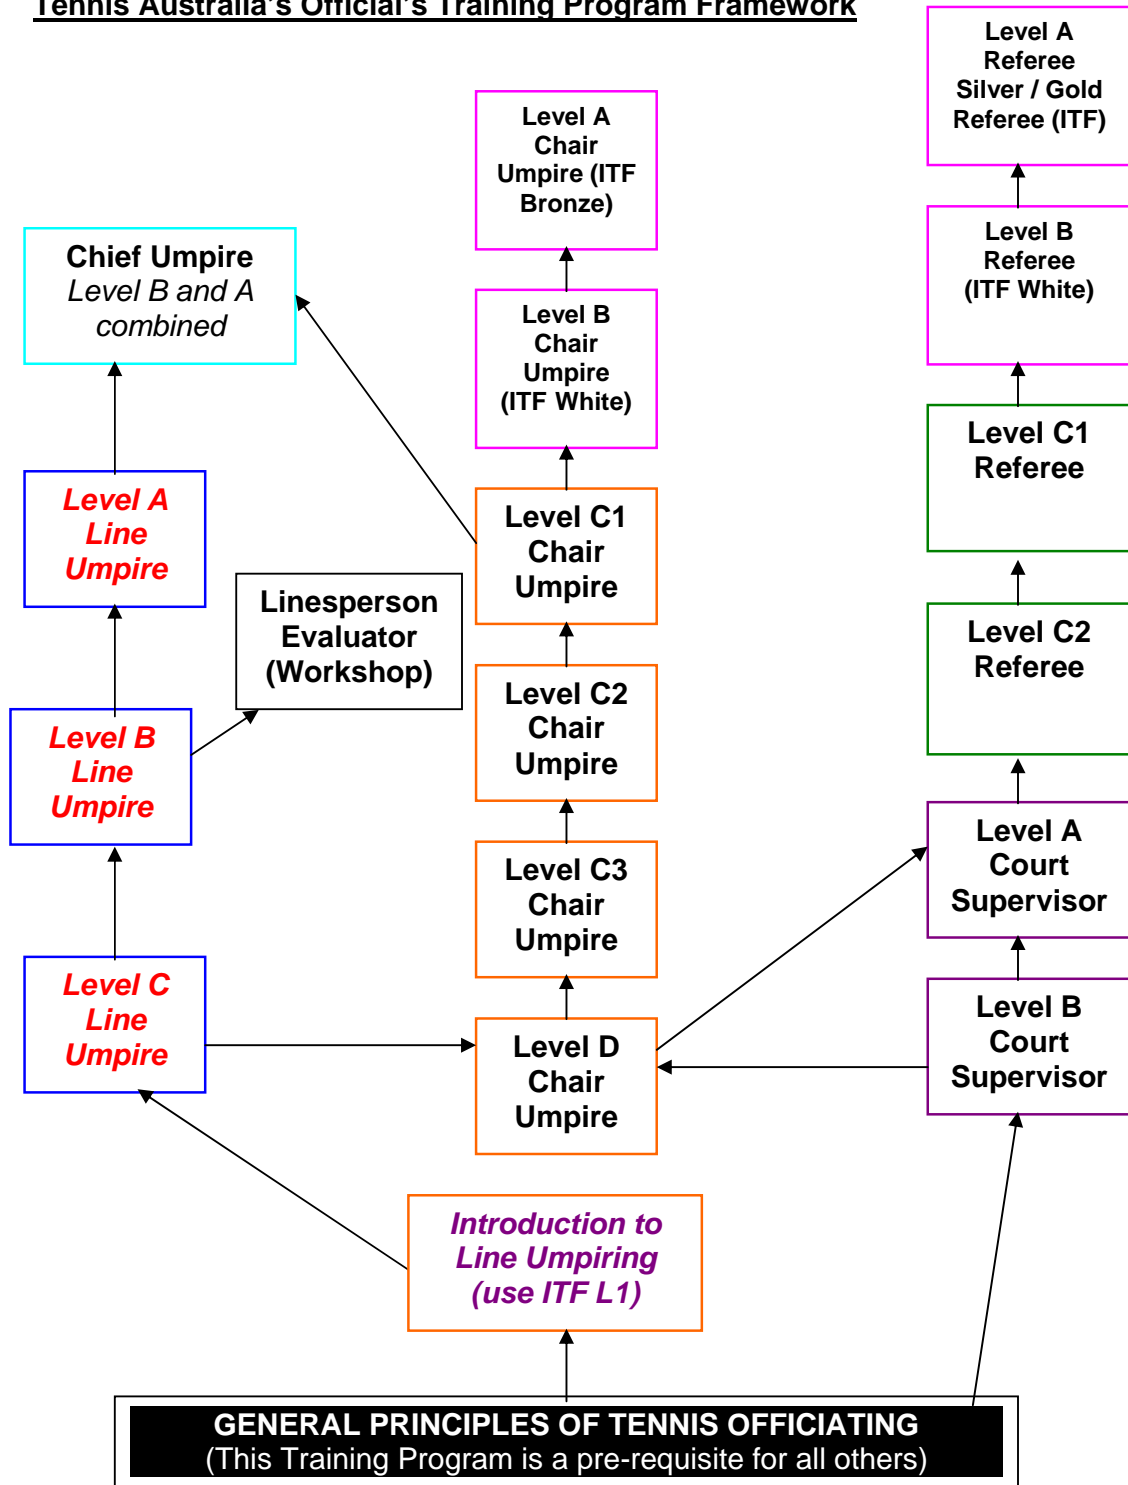 Tennis Australia's Official's Training Program Framework
Level A
Referee
Silver / Gold
Referee (ITF)
Level A
Chair
Umpire (ITF
Bronze)
Level B
Referee
(ITF White)
Chief Umpire
Level B and A
combined
Level B
Chair
Umpire
(ITF White)
Level C1
Referee
Level A
Line
Umpire
Level C1
Chair
Umpire
Linesperson
Evaluator
(Workshop)
Level C2
Referee
Level C2
Chair
Umpire
Level B
Line
Umpire
Level A
Court
Supervisor
Level C3
Chair
Umpire
Level C
Line
Umpire
Level B
Court
Supervisor
Level D
Chair
Umpire
Introduction to
Line Umpiring
(use ITF L1)
GENERAL PRINCIPLES OF TENNIS OFFICIATING
(This Training Program is a pre-requisite for all others)